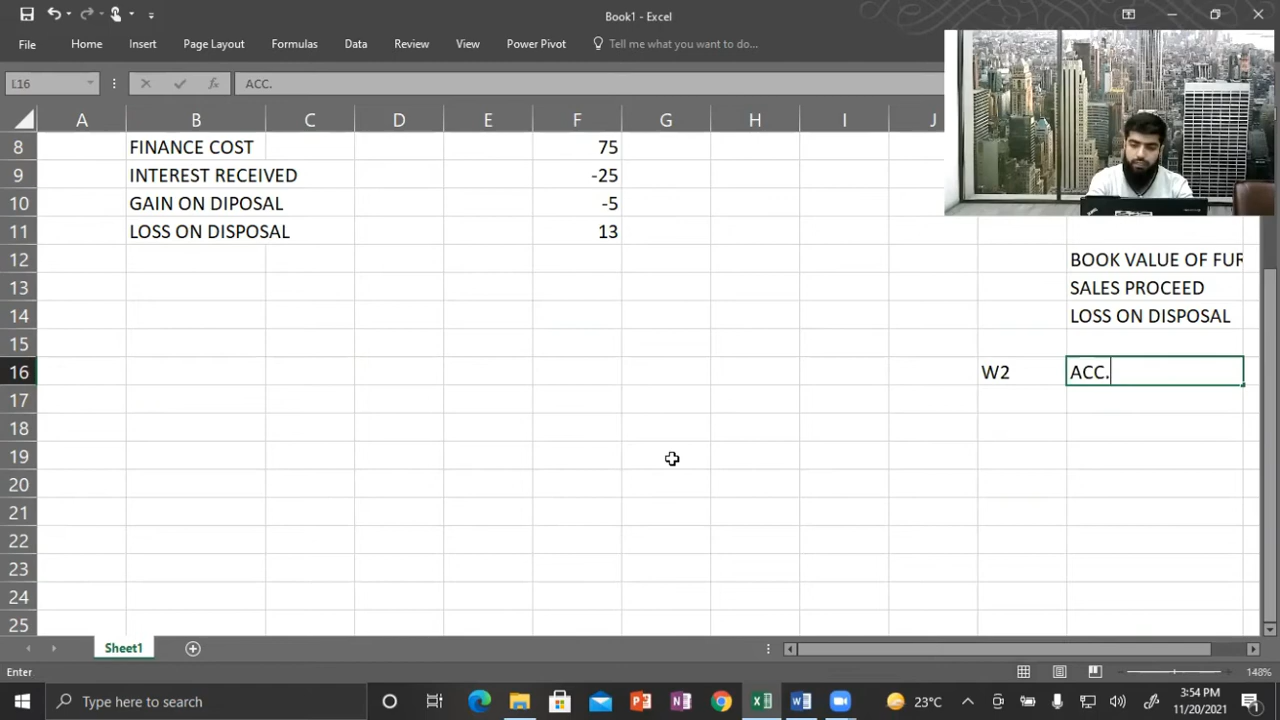 Book1 - Excel
File Home Insert Page Layout Formulas Data Review View Power Pivot Tell me what you want to do...
L16 fx ACC.
A B C D E F G H I J
8 FINANCE COST 75
9 INTEREST RECEIVED -25
10 GAIN ON DIPOSAL -5
11 LOSS ON DISPOSAL 13
12 BOOK VALUE OF FUR
13 SALES PROCEED
14 LOSS ON DISPOSAL
15
16 W2 ACC.
17
18
19
20
21
22
23
24
25
Sheet1
Enter 148%
Type here to search 23°C 3:54 PM
11/20/2021